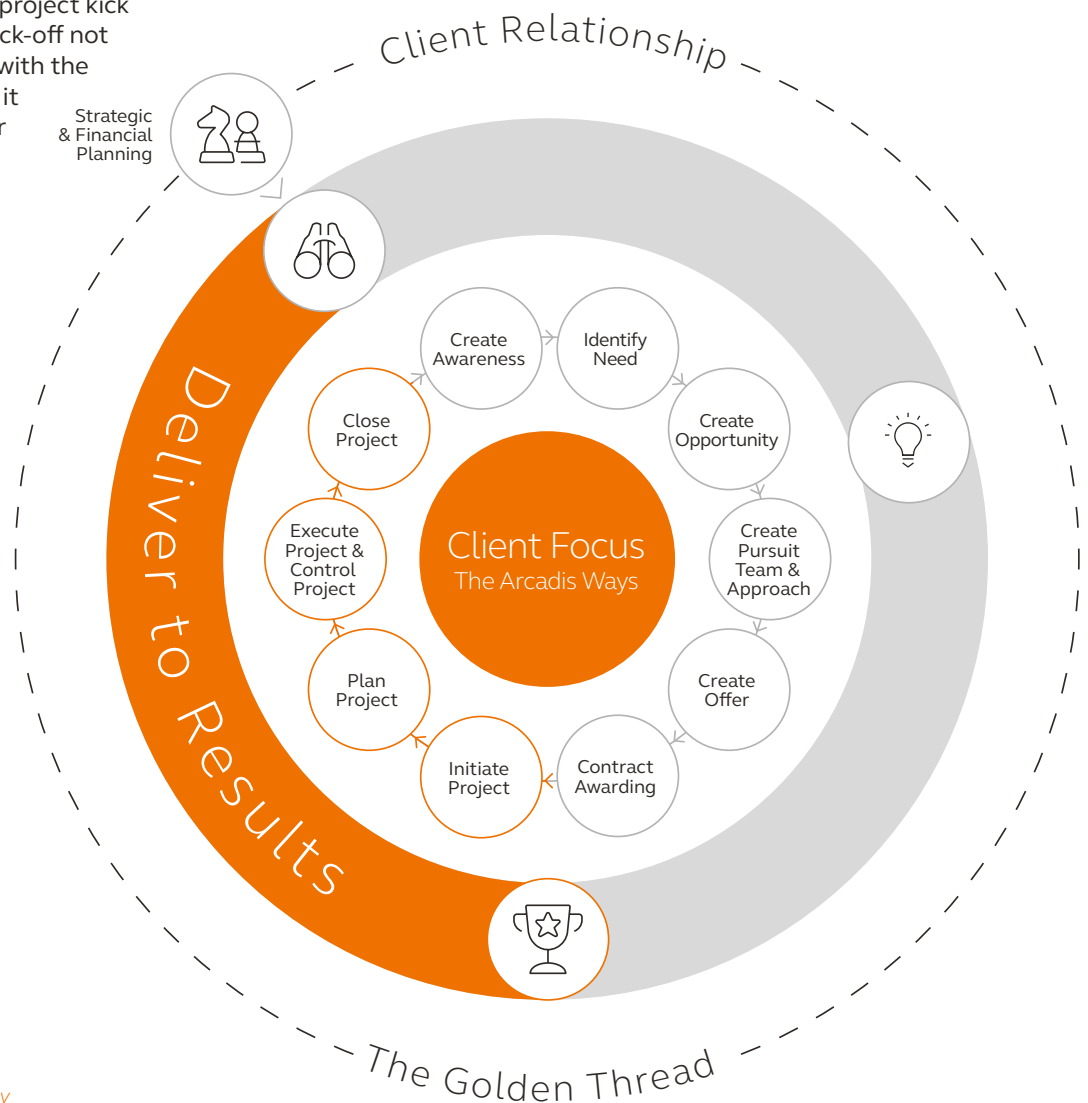 project kick
ck-off not
with the
it
r
Client Relationship
Strategic
& Financial
Planning
Create
Awareness
Identify
Need
Create
Opportunity
Create
Pursuit
Team &
Approach
Create
Offer
Contract
Awarding
Initiate
Project
Plan
Project
Execute
Project &
Control
Project
Close
Project
Client Focus
The Arcadis Ways
Deliver to Results
The Golden Thread
V